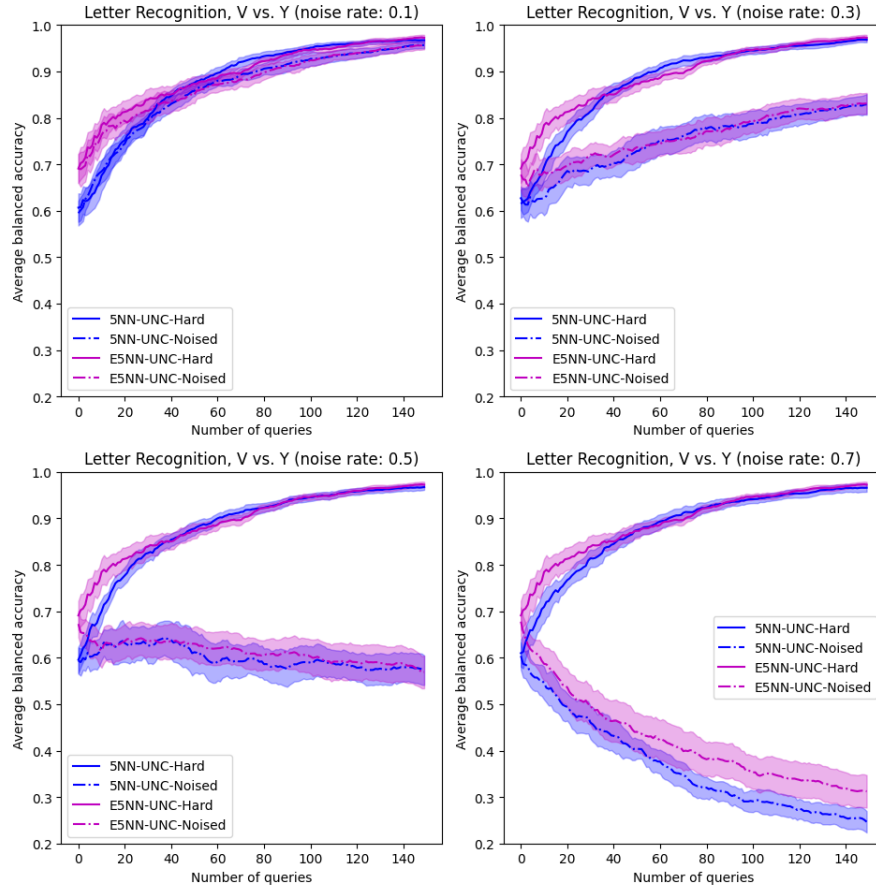 Letter Recognition, V vs. Y (noise rate: 0.1)
1.0
0.9
0.8
0.7
0.6
0.5
0.4
0.3
0.2
Average balanced accuracy
5NN-UNC-Hard
5NN-UNC-Noised
E5NN-UNC-Hard
E5NN-UNC-Noised
0 20 40 60 80 100 120 140
Number of queries
Letter Recognition, V vs. Y (noise rate: 0.3)
1.0
0.9
0.8
0.7
0.6
0.5
0.4
0.3
0.2
Average balanced accuracy
5NN-UNC-Hard
5NN-UNC-Noised
E5NN-UNC-Hard
E5NN-UNC-Noised
0 20 40 60 80 100 120 140
Number of queries
Letter Recognition, V vs. Y (noise rate: 0.5)
1.0
0.9
0.8
0.7
0.6
0.5
0.4
0.3
0.2
Average balanced accuracy
5NN-UNC-Hard
5NN-UNC-Noised
E5NN-UNC-Hard
E5NN-UNC-Noised
0 20 40 60 80 100 120 140
Number of queries
Letter Recognition, V vs. Y (noise rate: 0.7)
1.0
0.9
0.8
0.7
0.6
0.5
0.4
0.3
0.2
Average balanced accuracy
5NN-UNC-Hard
5NN-UNC-Noised
E5NN-UNC-Hard
E5NN-UNC-Noised
0 20 40 60 80 100 120 140
Number of queries